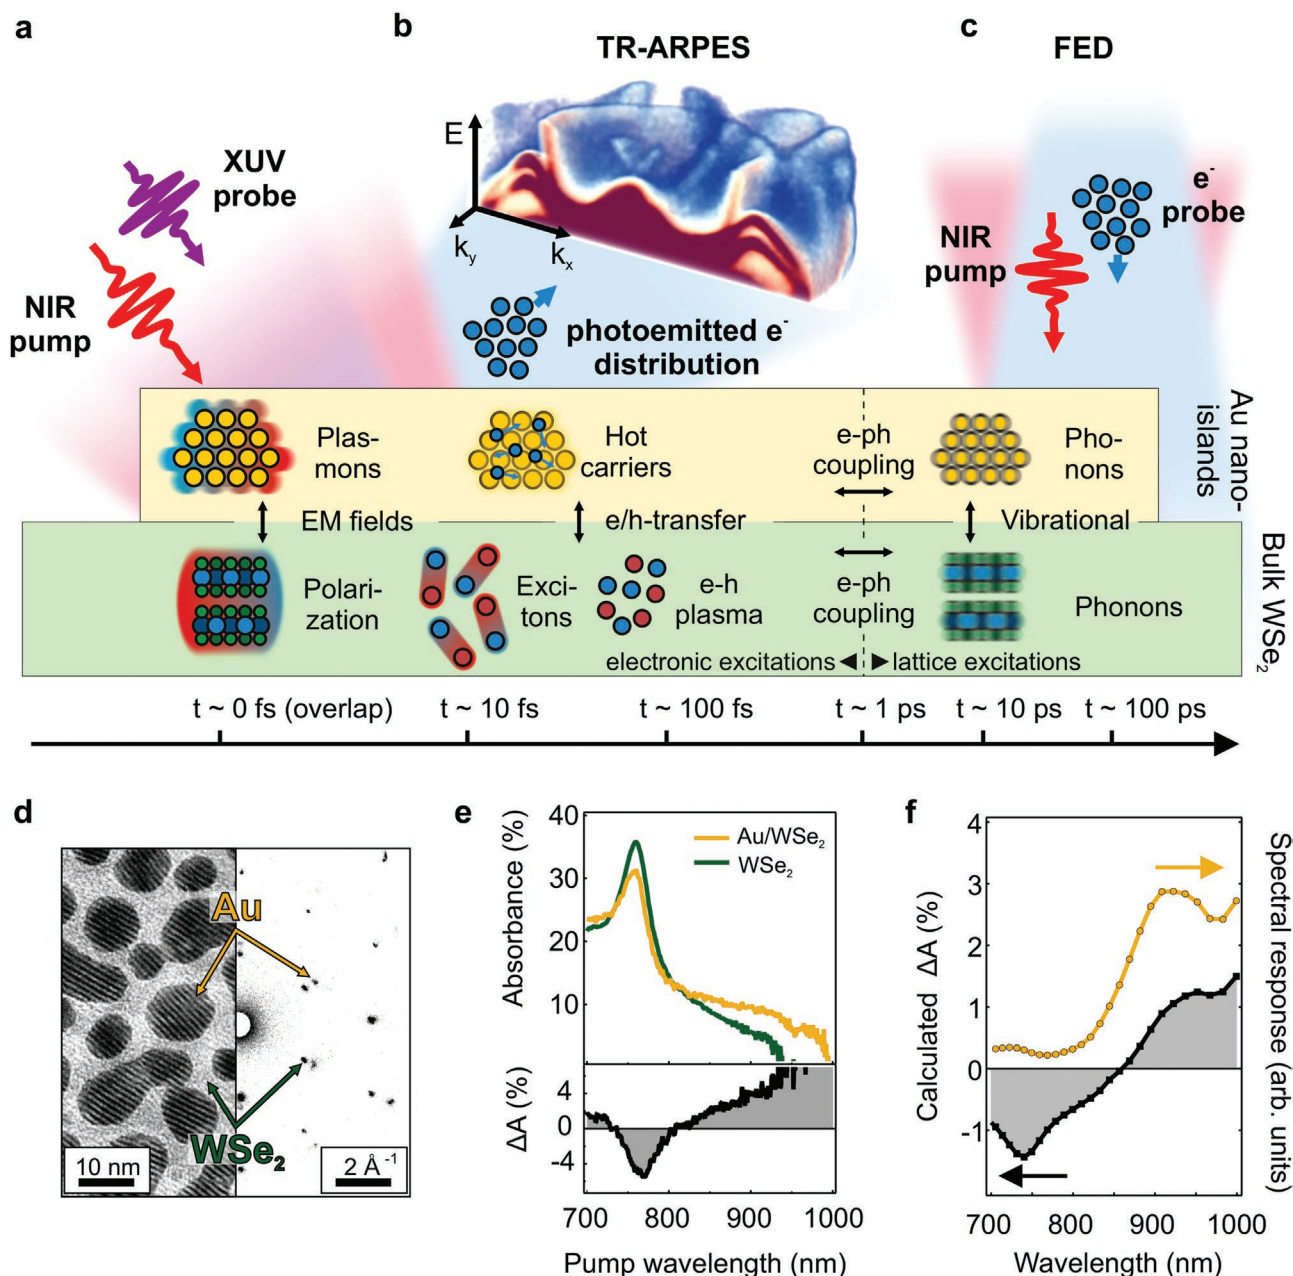 a
b
c
TR-ARPES
FED
XUV
probe
NIR
pump
E
k_y
k_x
photoemitted e⁻
distribution
NIR
pump
e⁻
probe
Plas-
mons
Hot
carriers
e-ph
coupling
Pho-
nons
Au nano-
islands
EM fields
e/h-transfer
Vibrational
Polari-
zation
Exci-
tons
e-h
plasma
e-ph
coupling
Phonons
Bulk WSe₂
electronic excitations
lattice excitations
t ~ 0 fs (overlap)
t ~ 10 fs
t ~ 100 fs
t ~ 1 ps
t ~ 10 ps
t ~ 100 ps
d
Au
WSe₂
10 nm
2 Å⁻¹
e
Absorbance (%)
40
30
20
10
Au/WSe₂
WSe₂
ΔA (%)
4
0
-4
700
800
900
1000
Pump wavelength (nm)
f
Calculated ΔA (%)
4
3
2
1
0
-1
Spectral response (arb. units)
700
800
900
1000
Wavelength (nm)